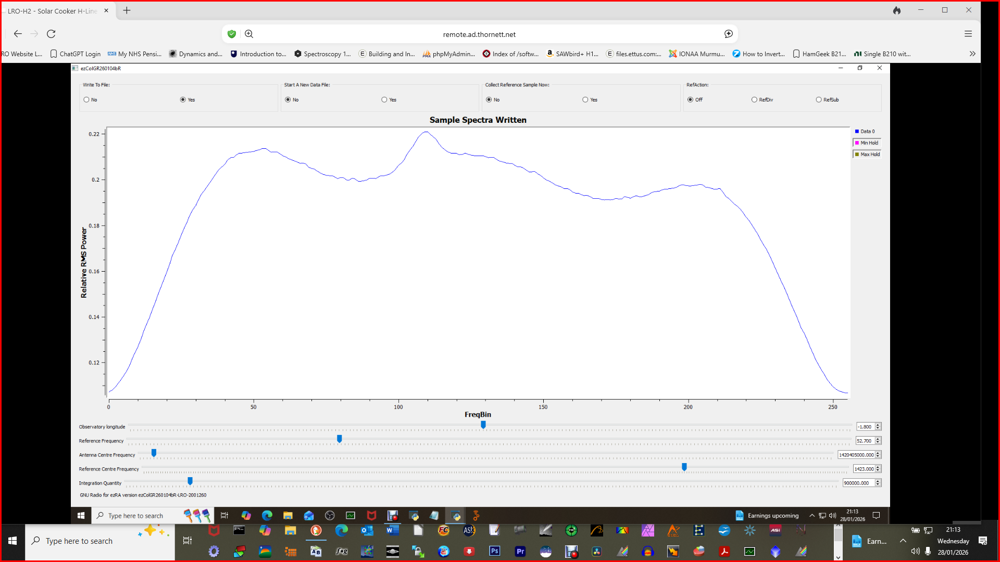 LRO-H2 - Solar Cooker H-Line
remote.ad.thornett.net
RO Website L... ChatGPT Login My NHS Pensi... Dynamics and... Introduction to... Spectroscopy 1... Building and In... phpMyAdmin... Index of /softw... SAWbird+ H1... files.ettus.com:... IONAA Murmu... How to Invert... HamGeek B21... Single B210 wit...
ezColGR260104bR
Write To File: Start A New Data File: Collect Reference Sample Now: RefAction:
No Yes No Yes No Yes Off RefDiv RefSub
Sample Spectra Written
Data 0
Min Hold
Max Hold
0.22
0.2
0.18
0.16
0.14
0.12
Relative RMS Power
0 50 100 150 200 250
FreqBin
Observatory longitude -1.800
Reference Frequency 52.700
Antenna Centre Frequency 1420405000.000
Reference Centre Frequency 1423.000
Integration Quantity 900000.000
GNU Radio for ezRA version ezColGR260104bR-LRO-2001260
Type here to search Earnings upcoming 21:13
28/01/2026
Type here to search Earn... 21:13
Wednesday
28/01/2026